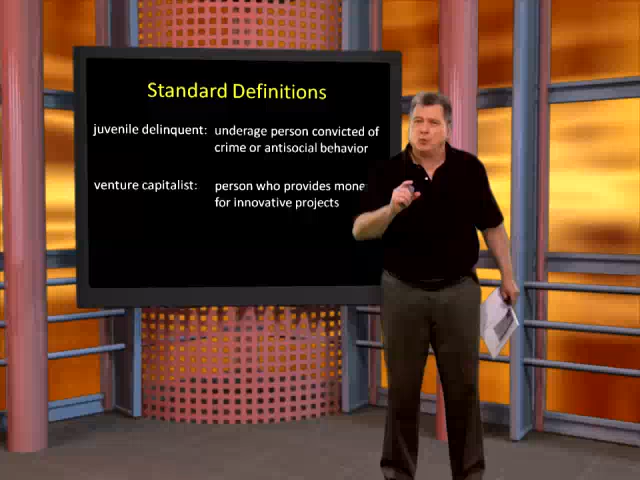 Standard Definitions
juvenile delinquent: underage person convicted of
crime or antisocial behavior
venture capitalist: person who provides mone
for innovative projects